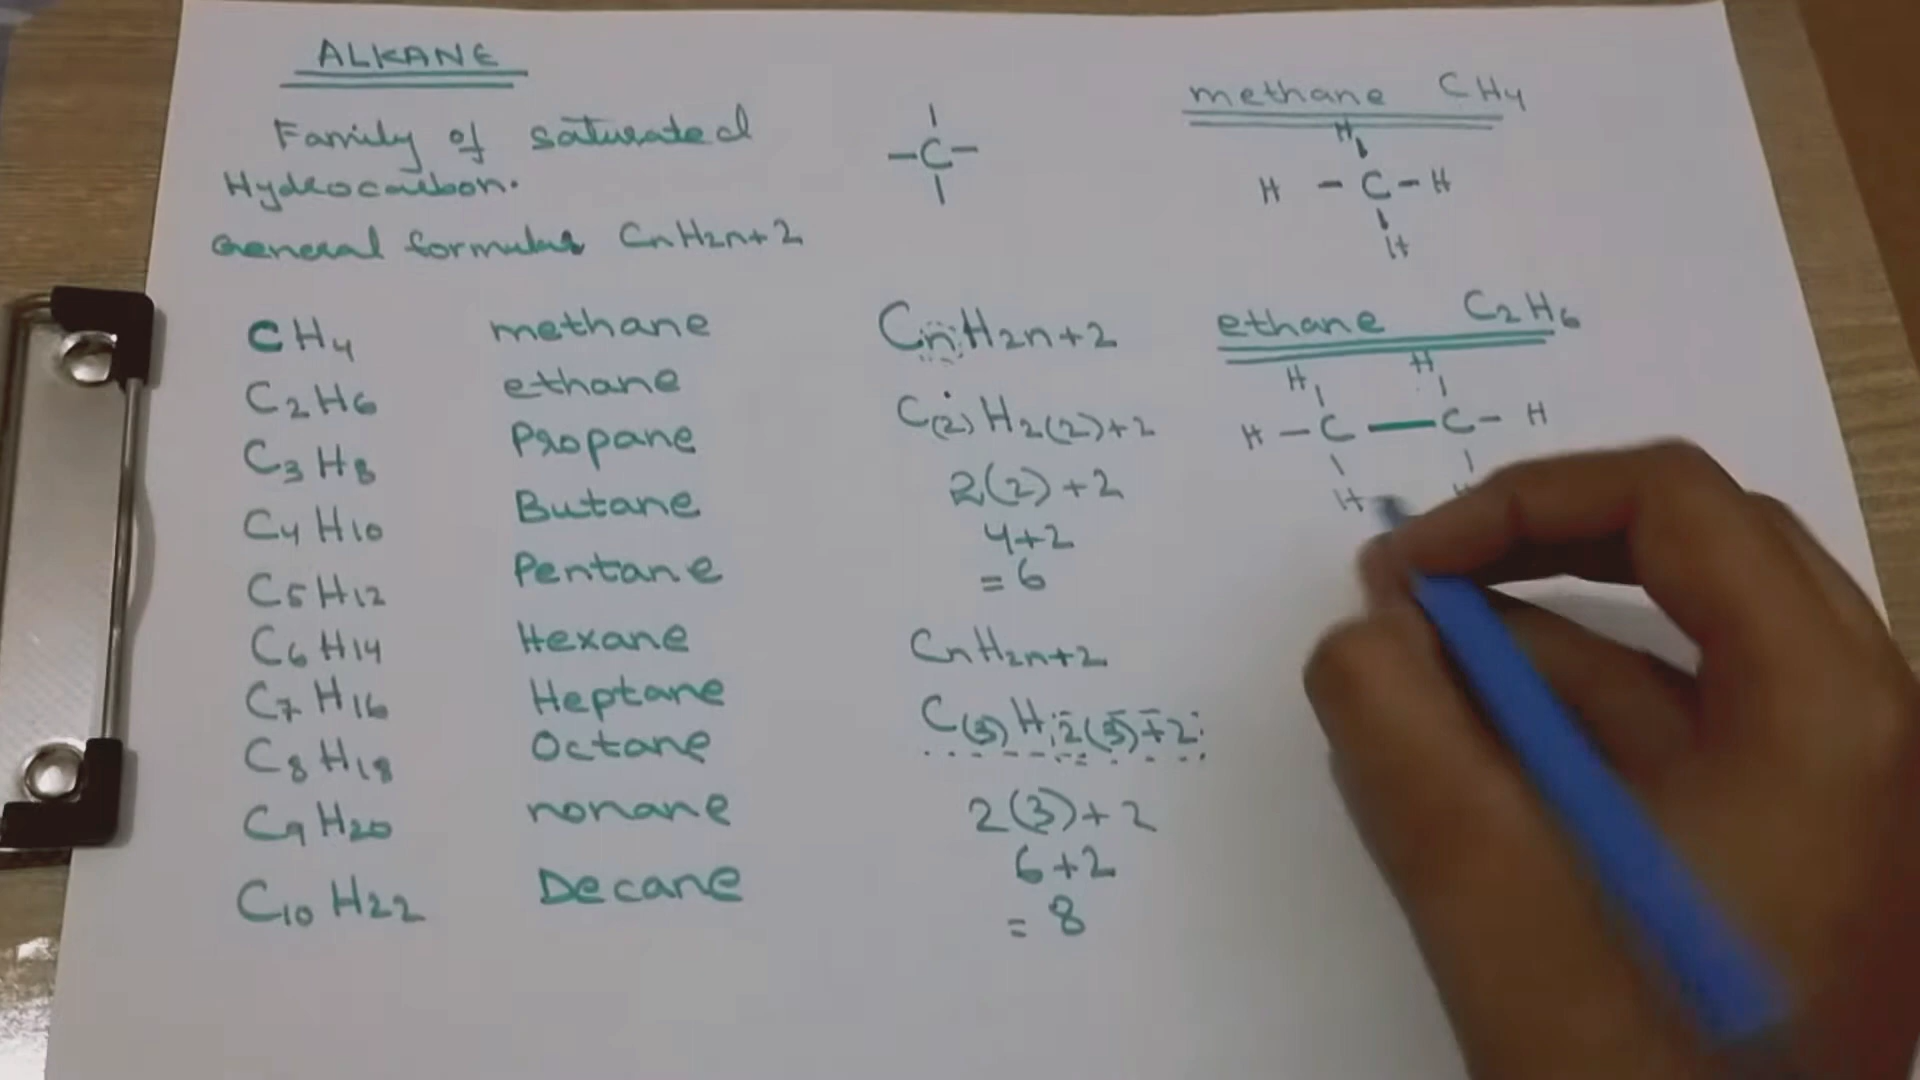 ALKANE
Family of saturated
Hydrocarbon.
General formular CnH2n+2
CH4 methane
C2H6 ethane
C3H8 Propane
C4H10 Butane
C5H12 Pentane
C6H14 Hexane
C7H16 Heptane
C8H18 Octane
C9H20 nonane
C10H22 Decane
–C–
CnH2n+2
C(2)H2(2)+2
2(2)+2
4+2
=6
CnH2n+2
C(3)H2(3)+2
2(3)+2
6+2
=8
methane CH4
H
H –C–H
H
ethane C2H6
H H
H–C—C–H
H H